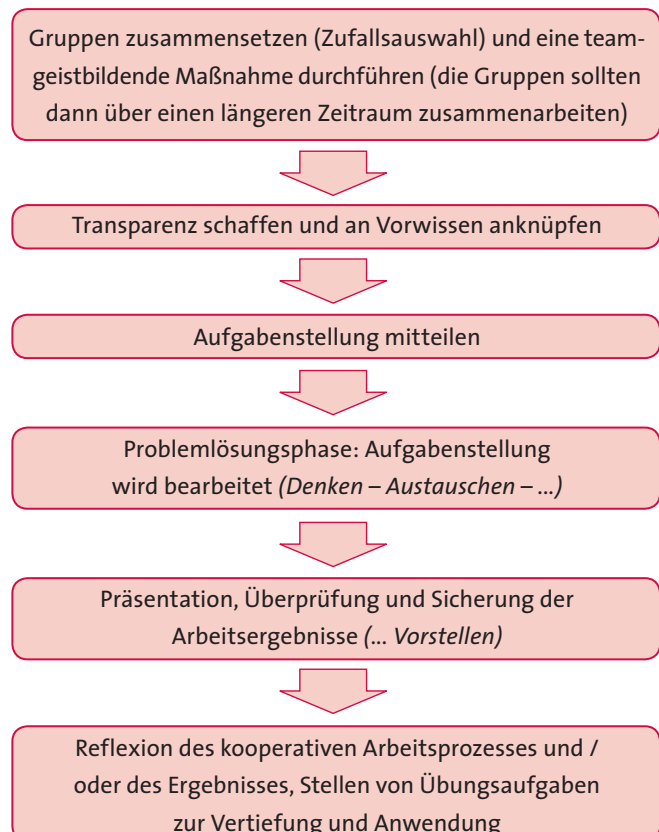 Gruppen zusammensetzen (Zufallsauswahl) und eine team-
geistbildende Maßnahme durchführen (die Gruppen sollten
dann über einen längeren Zeitraum zusammenarbeiten)
Transparenz schaffen und an Vorwissen anknüpfen
Aufgabenstellung mitteilen
Problemlösungsphase: Aufgabenstellung
wird bearbeitet (Denken – Austauschen – ...)
Präsentation, Überprüfung und Sicherung der
Arbeitsergebnisse (... Vorstellen)
Reflexion des kooperativen Arbeitsprozesses und /
oder des Ergebnisses, Stellen von Übungsaufgaben
zur Vertiefung und Anwendung